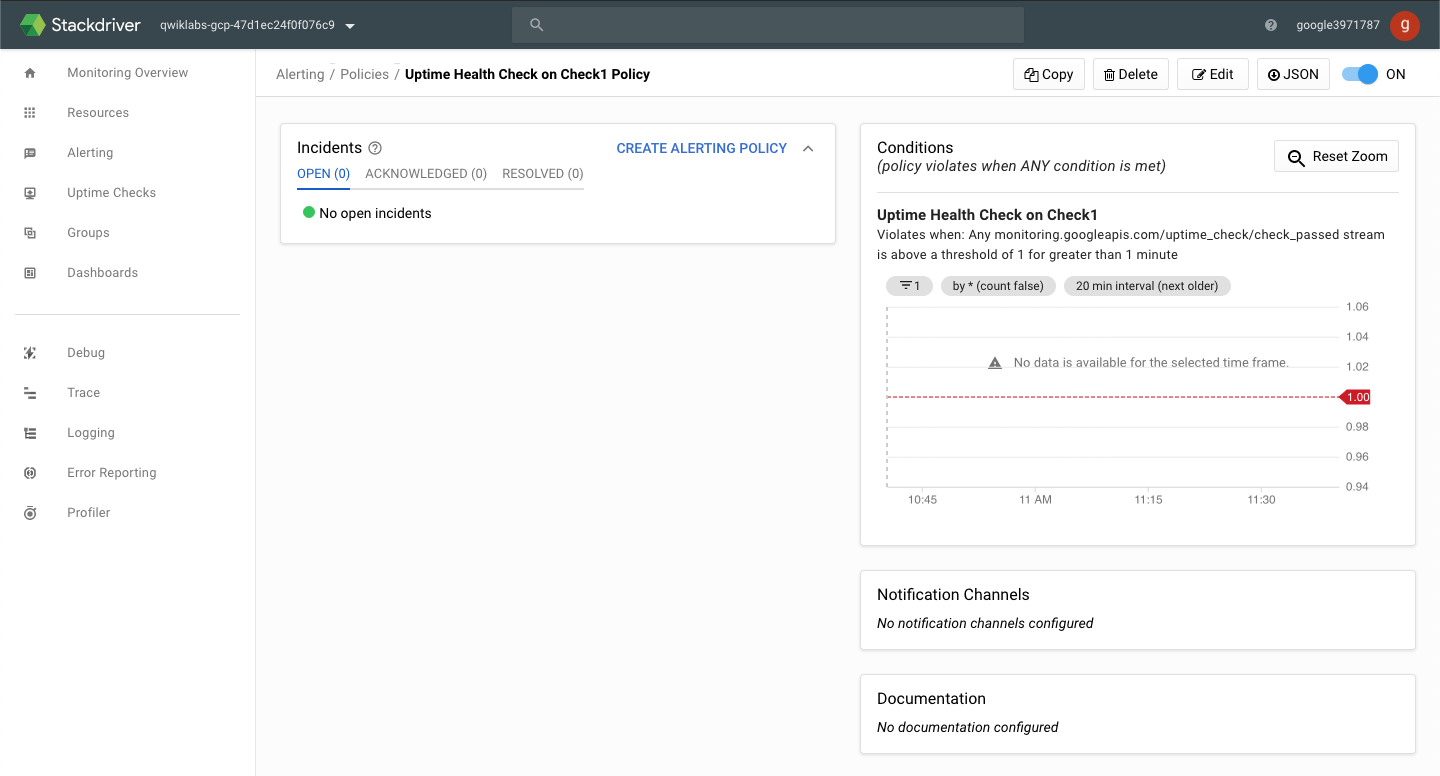 Stackdriver
qwiklabs-gcp-47d1ec24f0f076c9
google3971787
g
Monitoring Overview
Resources
Alerting
Uptime Checks
Groups
Dashboards
Debug
Trace
Logging
Error Reporting
Profiler
Alerting / Policies / Uptime Health Check on Check1 Policy
Copy
Delete
Edit
JSON
ON
Incidents
CREATE ALERTING POLICY
OPEN (0) ACKNOWLEDGED (0) RESOLVED (0)
No open incidents
Conditions
(policy violates when ANY condition is met)
Reset Zoom
Uptime Health Check on Check1
Violates when: Any monitoring.googleapis.com/uptime_check/check_passed stream
is above a threshold of 1 for greater than 1 minute
1 by * (count false) 20 min interval (next older)
1.06
1.04
No data is available for the selected time frame.
1.02
1.00
0.98
0.96
0.94
10:45 11 AM 11:15 11:30
Notification Channels
No notification channels configured
Documentation
No documentation configured